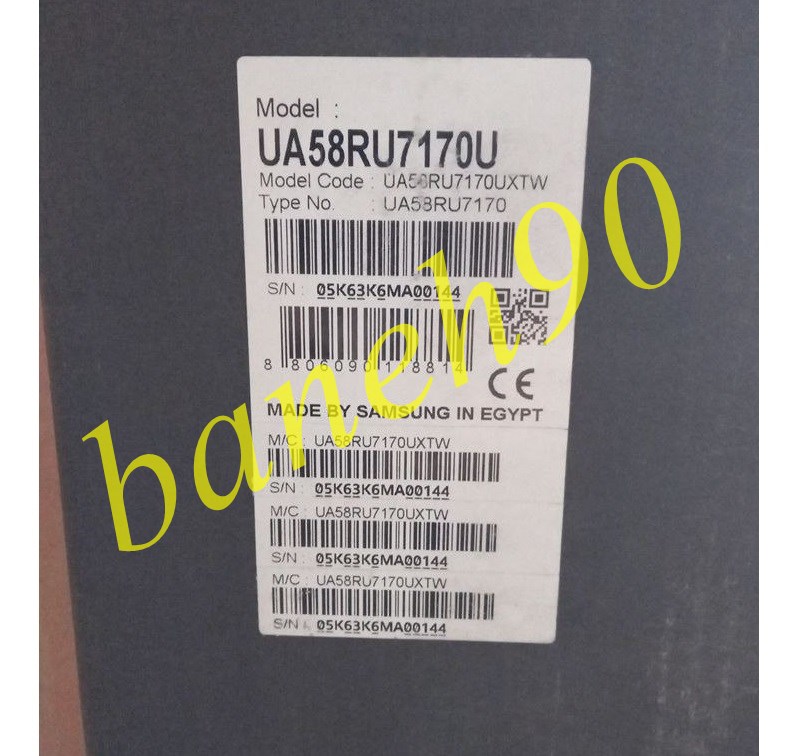 Model :
UA58RU7170U
Model Code : UA58RU7170UXTW
Type No. : UA58RU7170
S/N : 05K63K6MA00144
8 806090 118814
CE
MADE BY SAMSUNG IN EGYPT
M/C : UA58RU7170UXTW
S/N : 05K63K6MA00144
M/C : UA58RU7170UXTW
S/N : 05K63K6MA00144
M/C : UA58RU7170UXTW
S/N : 05K63K6MA00144
baneh90